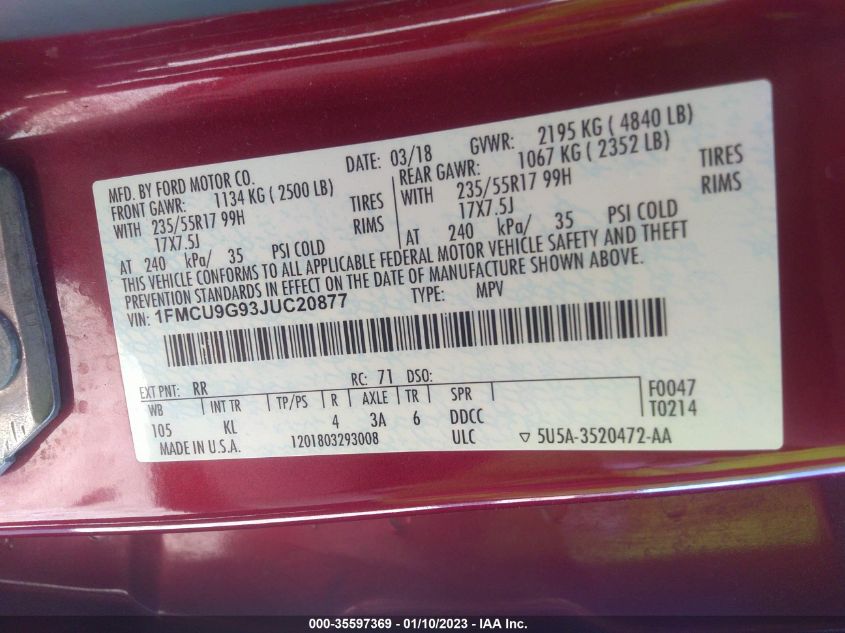 MFD. BY FORD MOTOR CO.
DATE: 03/18 GVWR: 2195 KG ( 4840 LB)
FRONT GAWR: 1134 KG ( 2500 LB)
REAR GAWR: 1067 KG ( 2352 LB)
WITH 235/55R17 99H TIRES
WITH 235/55R17 99H TIRES
17X7.5J RIMS
17X7.5J RIMS
AT 240 kPa/ 35 PSI COLD
AT 240 kPa/ 35 PSI COLD
THIS VEHICLE CONFORMS TO ALL APPLICABLE FEDERAL MOTOR VEHICLE SAFETY AND THEFT
PREVENTION STANDARDS IN EFFECT ON THE DATE OF MANUFACTURE SHOWN ABOVE.
VIN: 1FMCU9G93JUC20877 TYPE: MPV
EXT PNT: RR RC: 71 DSO:
WB INT TR TP/PS R AXLE TR SPR F0047
105 KL 4 3A 6 DDCC T0214
MADE IN U.S.A. 1201803293008 ULC ▽ 5U5A-3520472-AA
000-35597369 - 01/10/2023 - IAA Inc.